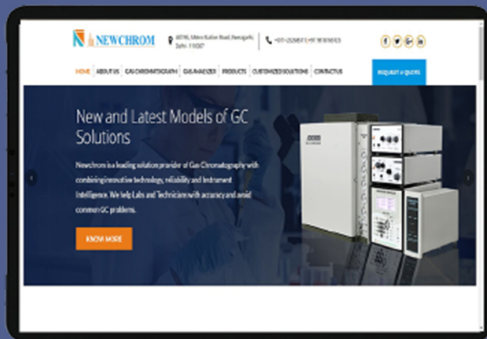 NEWCHROM
Delhi - 110087
HOME
ABOUT US
GAS CHROMATOGRAPH
GAS ANALYZER
PRODUCTS
CUSTOMIZED SOLUTIONS
CONTACT US
REQUEST A QUOTE
New and Latest Models of GC
Solutions
Newchrom is a leading solution provider of Gas Chromatography with
combining innovative technology, reliability and Instrument
Intelligence. We help Labs and Technicians with accuracy and avoid
common GC problems.
KNOW MORE